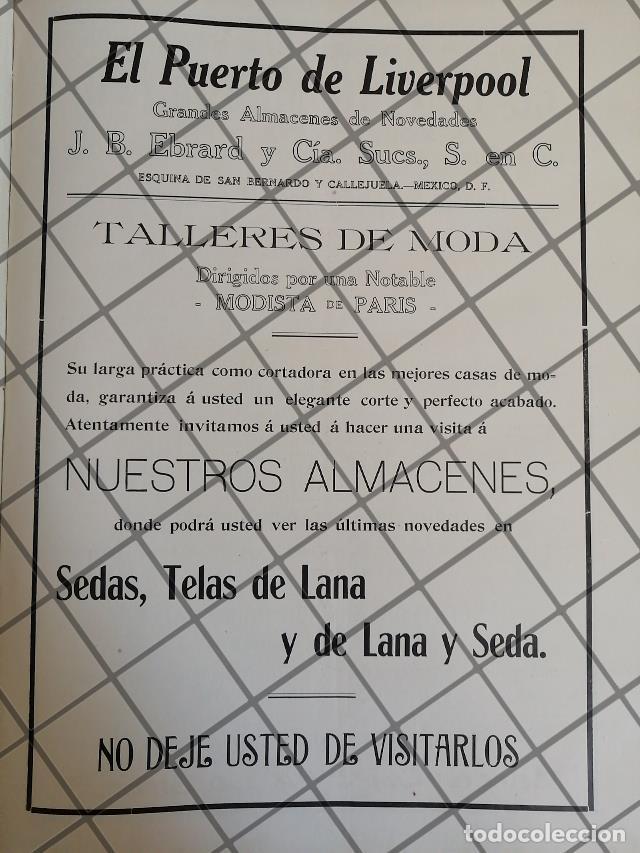 El Puerto de Liverpool
Grandes Almacenes de Novedades
J. B. Ebrard y Cía. Sucs., S. en C.
ESQUINA DE SAN BERNARDO Y CALLEJUELA.—MEXICO, D. F.
TALLERES DE MODA
Dirigidos por una Notable
- MODISTA DE PARIS -
Su larga práctica como cortadora en las mejores casas de mo-
da, garantiza á usted un elegante corte y perfecto acabado.
Atentamente invitamos á usted á hacer una visita á
NUESTROS ALMACENES,
donde podrá usted ver las últimas novedades en
Sedas, Telas de Lana
y de Lana y Seda.
NO DEJE USTED DE VISITARLOS
todocoleccion